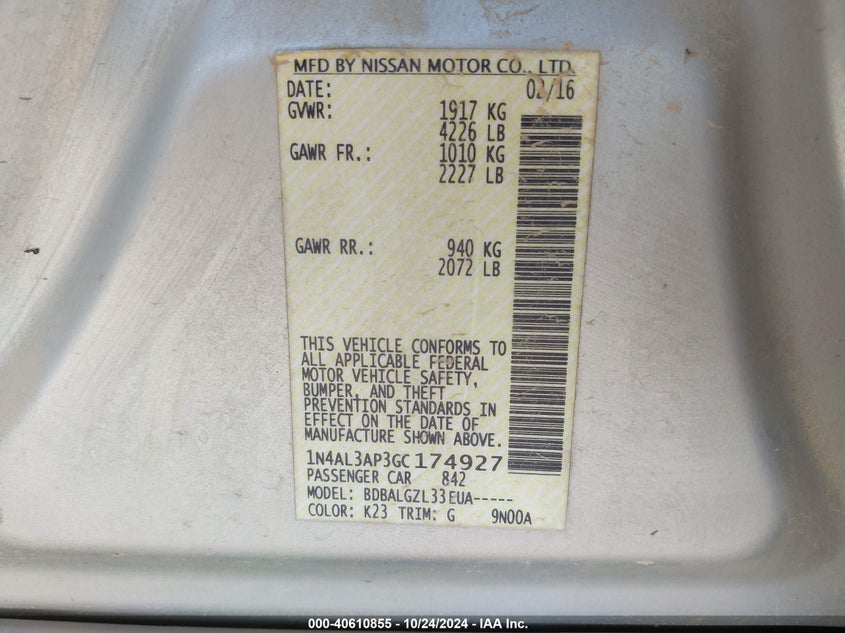 MFD BY NISSAN MOTOR CO., LTD.
DATE: 02/16
GVWR: 1917 KG
4226 LB
GAWR FR.: 1010 KG
2227 LB
GAWR RR.: 940 KG
2072 LB
THIS VEHICLE CONFORMS TO
ALL APPLICABLE FEDERAL
MOTOR VEHICLE SAFETY,
BUMPER, AND THEFT
PREVENTION STANDARDS IN
EFFECT ON THE DATE OF
MANUFACTURE SHOWN ABOVE.
1N4AL3AP3GC174927
PASSENGER CAR 842
MODEL: BDBALGZL33EUA-----
COLOR: K23 TRIM: G 9N00A
000-40610855 - 10/24/2024 - IAA Inc.